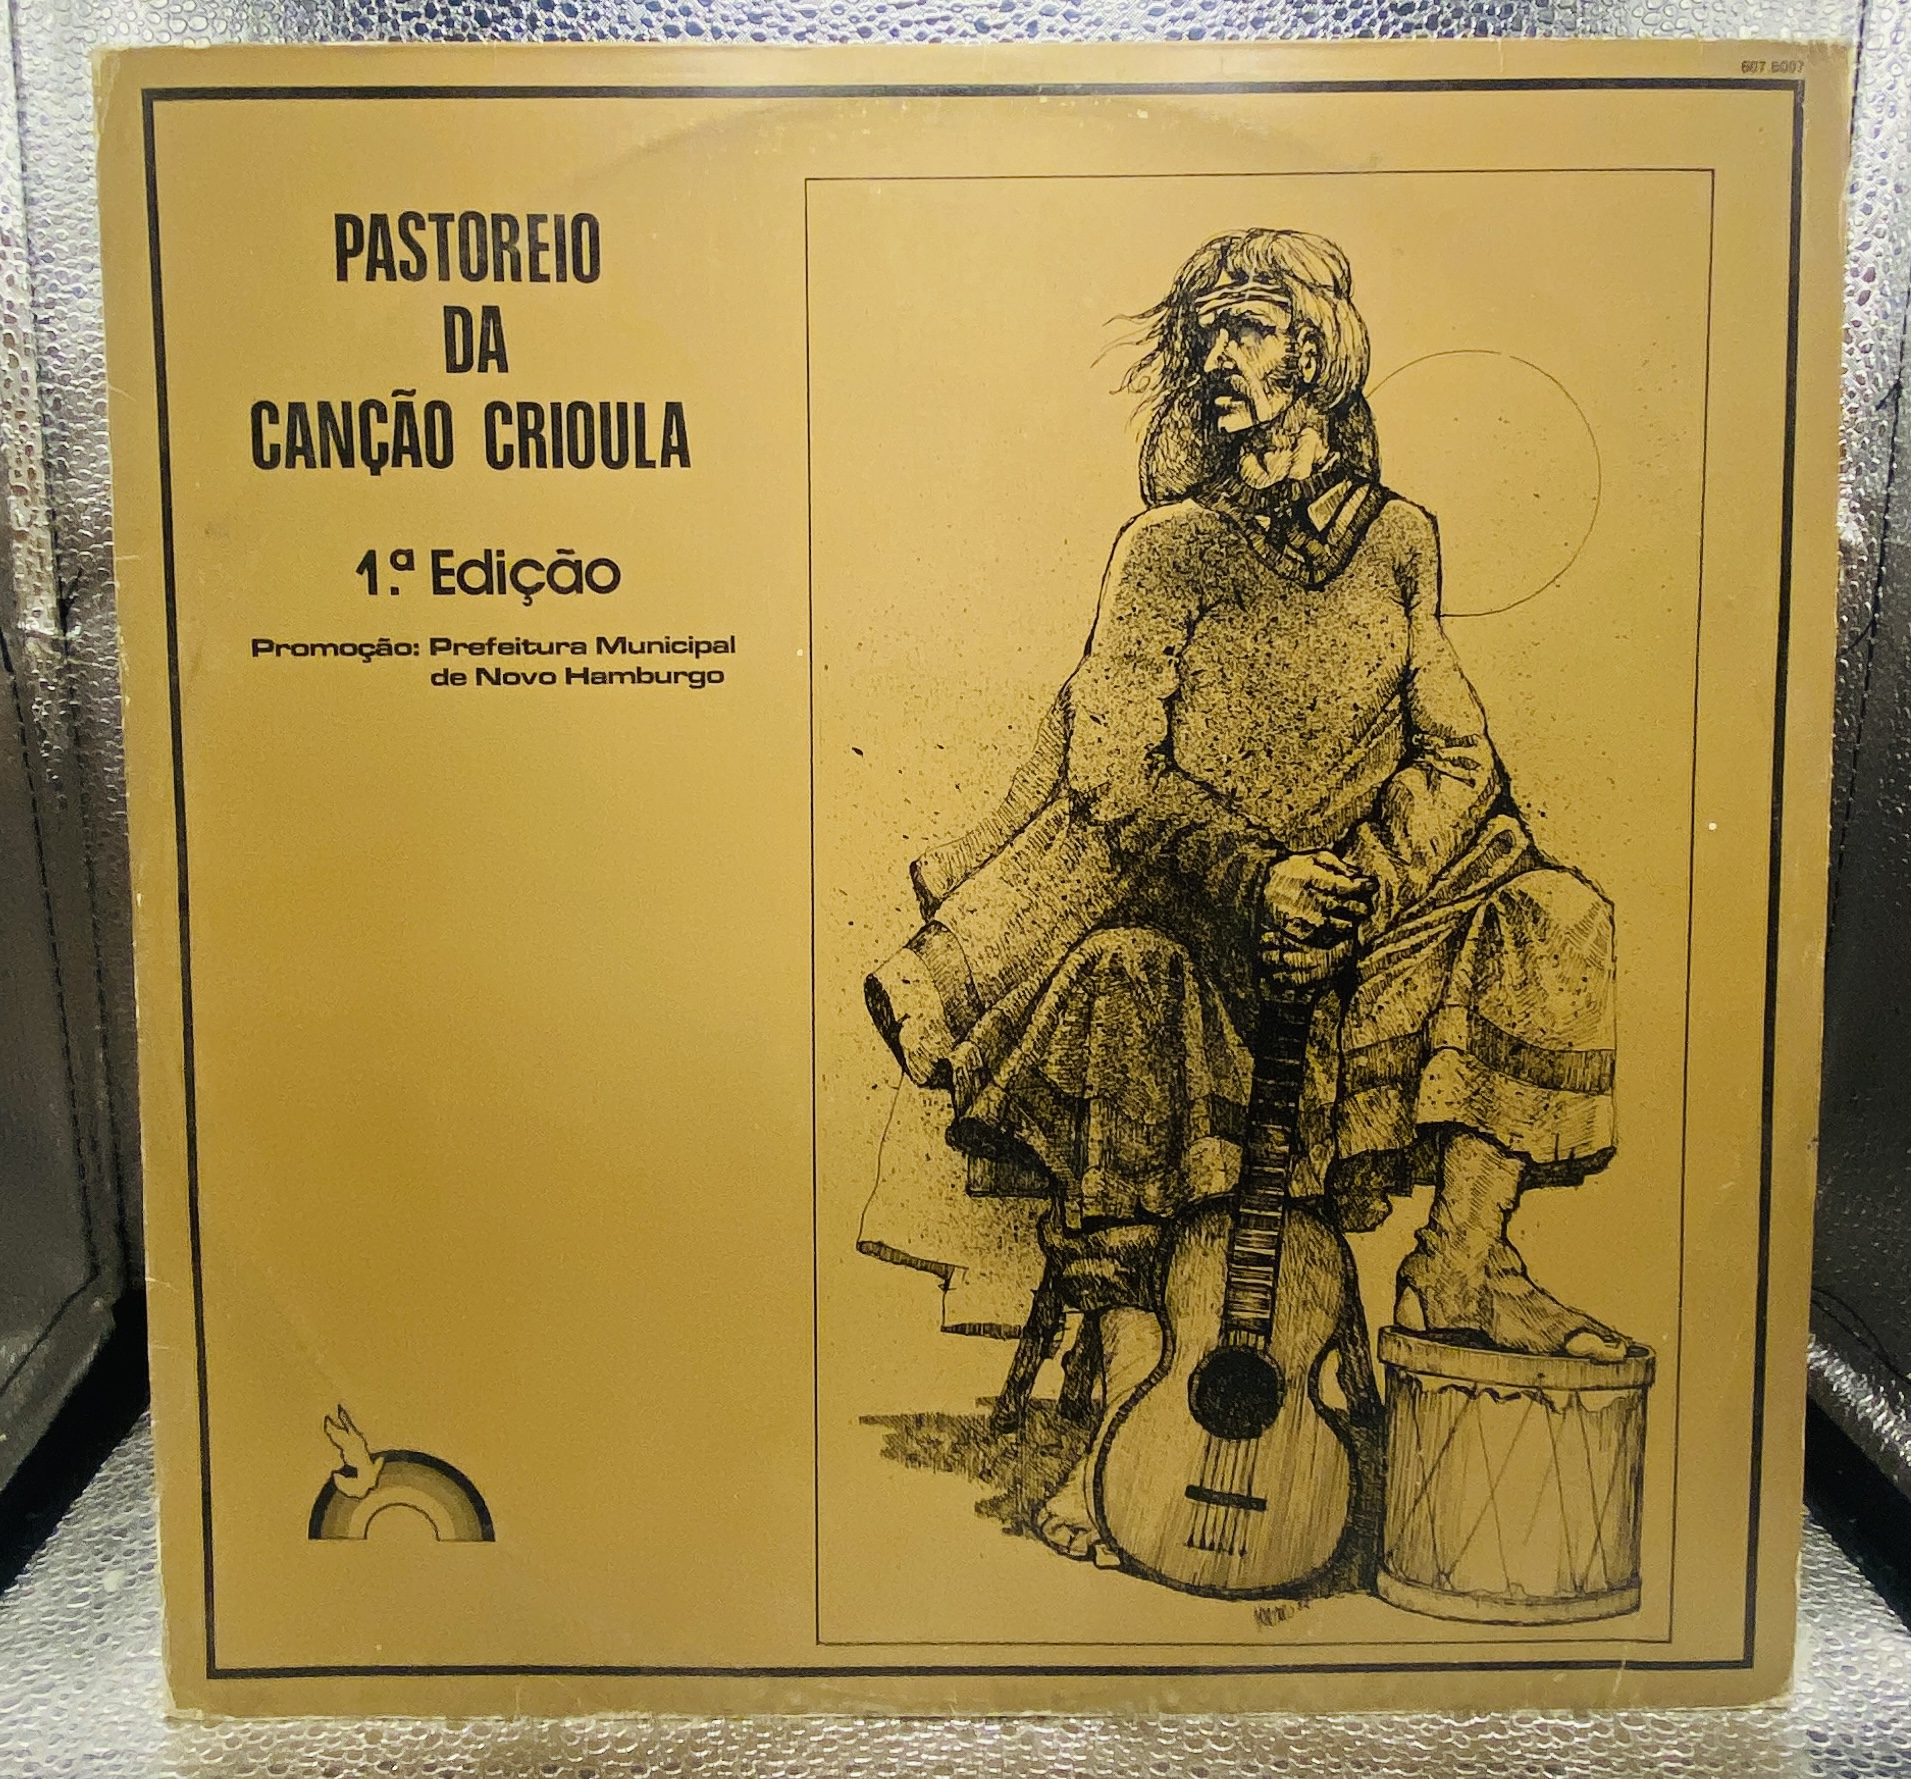 607.6007
PASTOREIO
DA
CANÇÃO CRIOULA
1.ª Edição
Promoção: Prefeitura Municipal
de Novo Hamburgo